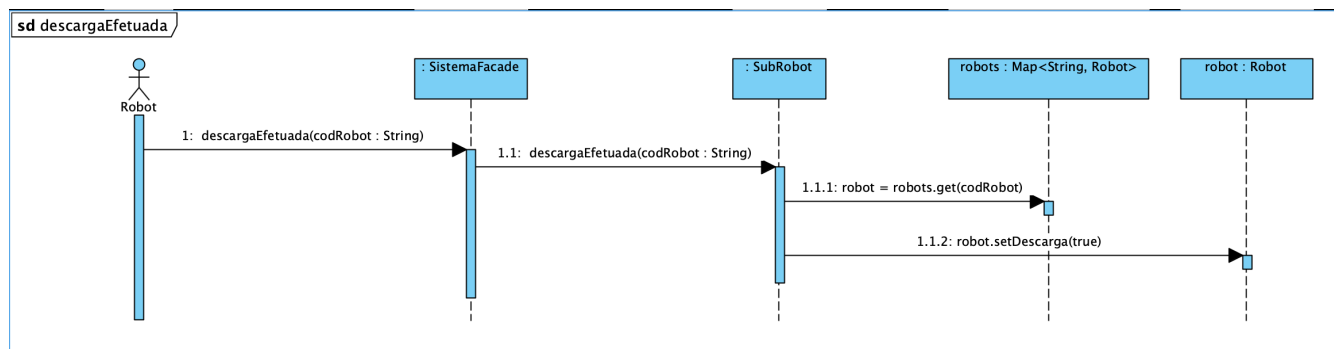 sd descargaEfetuada
: SistemaFacade
: SubRobot
robots : Map<String, Robot>
robot : Robot
Robot
1: descargaEfetuada(codRobot : String)
1.1: descargaEfetuada(codRobot : String)
1.1.1: robot = robots.get(codRobot)
1.1.2: robot.setDescarga(true)